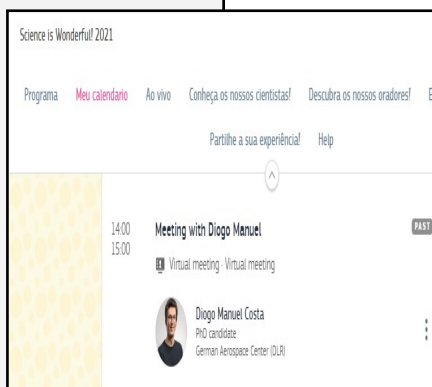 Science is Wonderful! 2021
Programa Meu calendario Ao vivo Conheça os nossos cientistas! Descubra os nossos oradores! E
Partilhe a sua experiência! Help
14:00 Meeting with Diogo Manuel PAST
15:00
Virtual meeting - Virtual meeting
Diogo Manuel Costa
PhD candidate
German Aerospace Center (DLR)